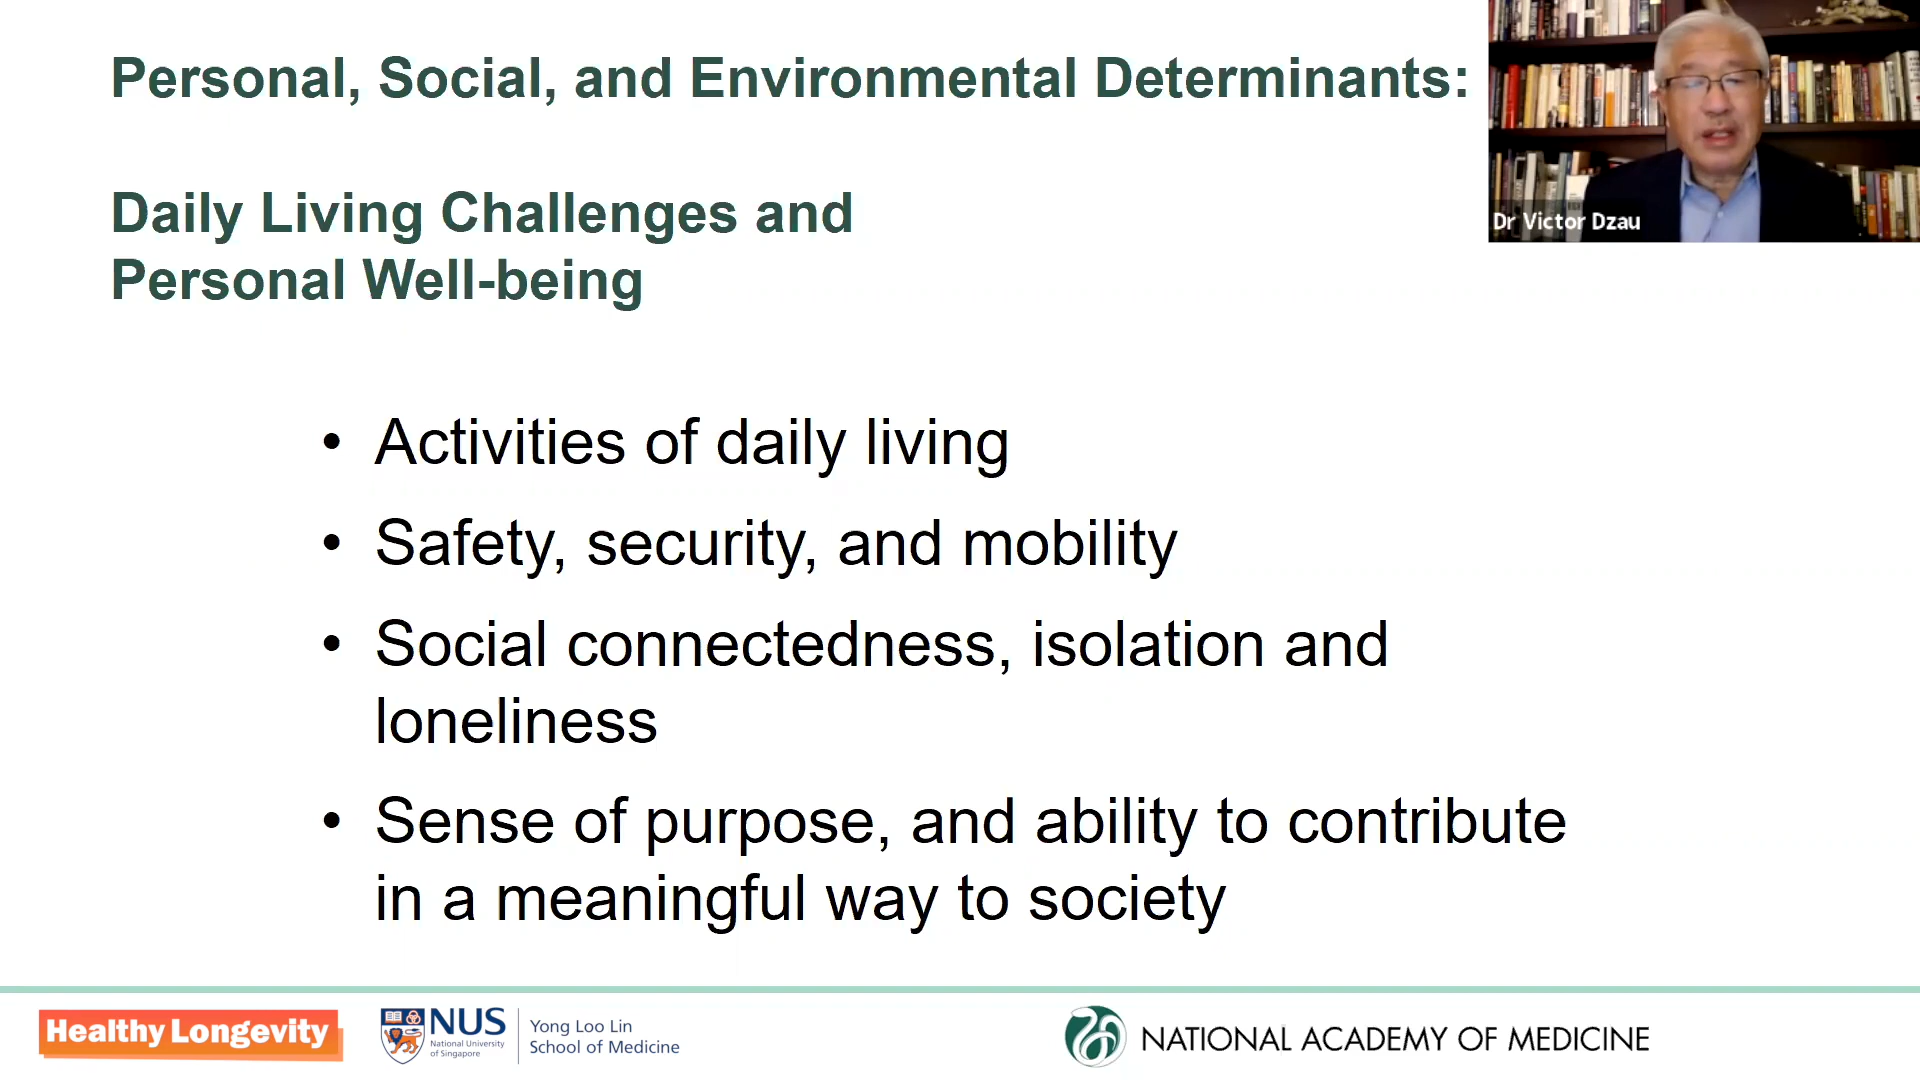 Personal, Social, and Environmental Determinants:
Daily Living Challenges and
Personal Well-being
Dr Victor Dzau
• Activities of daily living
• Safety, security, and mobility
• Social connectedness, isolation and
loneliness
• Sense of purpose, and ability to contribute
in a meaningful way to society
Healthy Longevity
NUS
National University
of Singapore
Yong Loo Lin
School of Medicine
NATIONAL ACADEMY OF MEDICINE